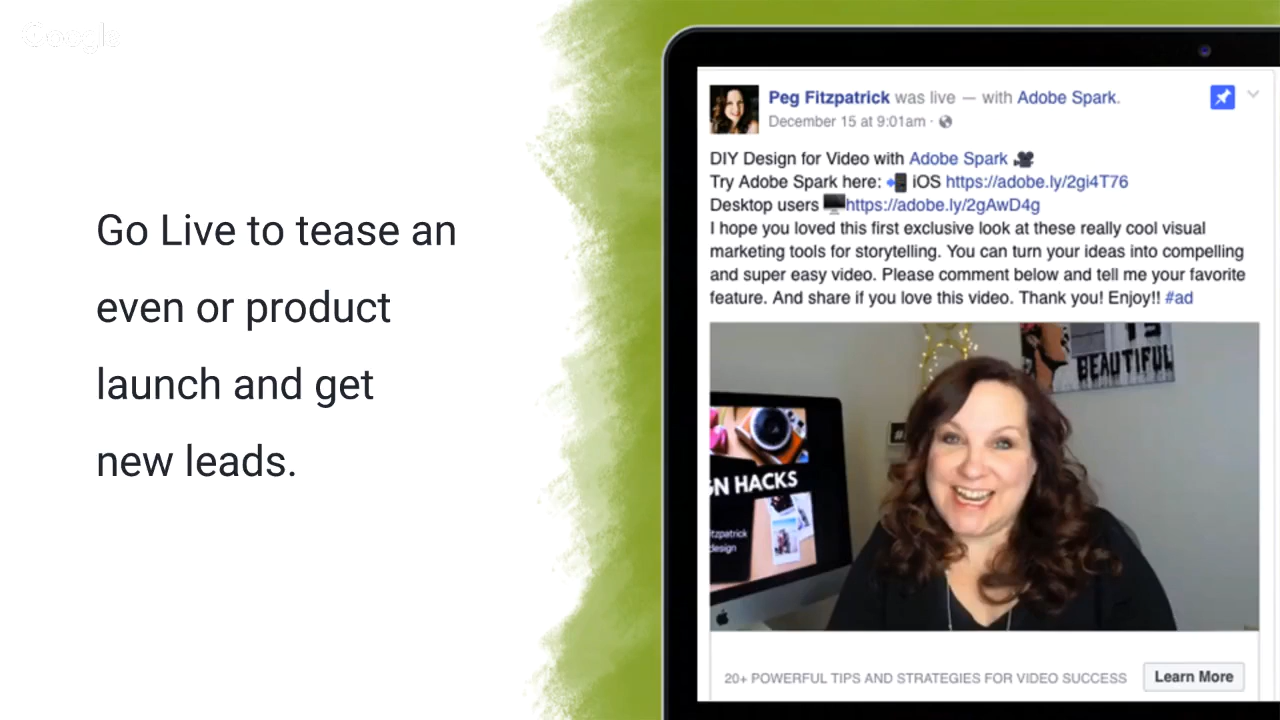 Google
Go Live to tease an
even or product
launch and get
new leads.
Peg Fitzpatrick was live — with Adobe Spark.
December 15 at 9:01am ·
DIY Design for Video with Adobe Spark 🎥
Try Adobe Spark here: 📲 iOS https://adobe.ly/2gi4T76
Desktop users 🖥https://adobe.ly/2gAwD4g
I hope you loved this first exclusive look at these really cool visual
marketing tools for storytelling. You can turn your ideas into compelling
and super easy video. Please comment below and tell me your favorite
feature. And share if you love this video. Thank you! Enjoy!! #ad
BEAUTIFUL
GN HACKS
itzpatrick
design
20+ POWERFUL TIPS AND STRATEGIES FOR VIDEO SUCCESS
Learn More